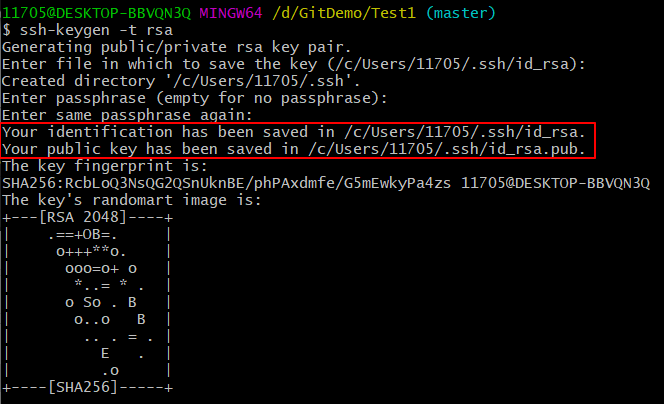 11705@DESKTOP-BBVQN3Q MINGW64 /d/GitDemo/Test1 (master)
$ ssh-keygen -t rsa
Generating public/private rsa key pair.
Enter file in which to save the key (/c/Users/11705/.ssh/id_rsa):
Created directory '/c/Users/11705/.ssh'.
Enter passphrase (empty for no passphrase):
Enter same passphrase again:
Your identification has been saved in /c/Users/11705/.ssh/id_rsa.
Your public key has been saved in /c/Users/11705/.ssh/id_rsa.pub.
The key fingerprint is:
SHA256:RcbLoQ3NsQG2QSnUknBE/phPAxdmfe/G5mEwkyPa4zs 11705@DESKTOP-BBVQN3Q
The key's randomart image is:
+---[RSA 2048]----+
|    .==+OB=.     |
|     o+++**o.    |
|      ooo=o+ o   |
|       *..= * .  |
|      o So . B   |
|       o..o   B  |
|        .. . = . |
|          E   .  |
|          .o     |
+----[SHA256]-----+